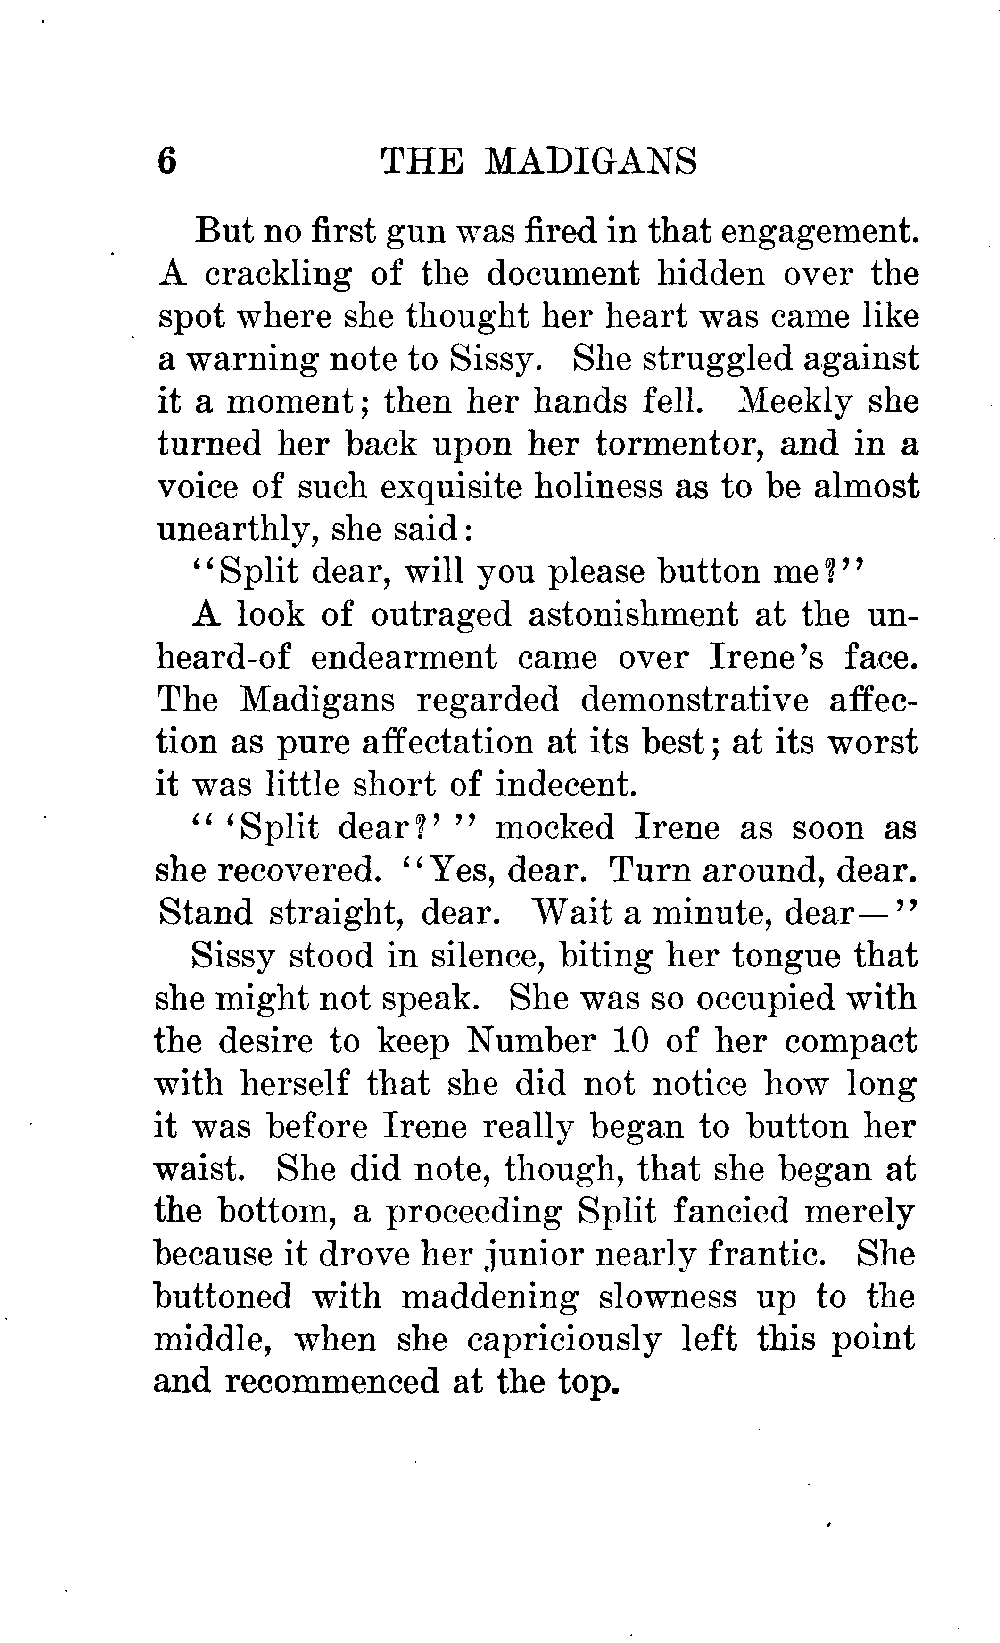 6 THE MADIGANS
But no first gun was fired in that engagement.
A crackling of the document hidden over the
spot where she thought her heart was came like
a warning note to Sissy. She struggled against
it a moment; then her hands fell. Meekly she
turned her back upon her tormentor, and in a
voice of such exquisite holiness as to be almost
unearthly, she said:
"Split dear, will you please button me?"
A look of outraged astonishment at the un-
heard-of endearment came over Irene's face.
The Madigans regarded demonstrative affec-
tion as pure affectation at its best; at its worst
it was little short of indecent.
" 'Split dear?' " mocked Irene as soon as
she recovered. "Yes, dear. Turn around, dear.
Stand straight, dear. Wait a minute, dear—"
Sissy stood in silence, biting her tongue that
she might not speak. She was so occupied with
the desire to keep Number 10 of her compact
with herself that she did not notice how long
it was before Irene really began to button her
waist. She did note, though, that she began at
the bottom, a proceeding Split fancied merely
because it drove her junior nearly frantic. She
buttoned with maddening slowness up to the
middle, when she capriciously left this point
and recommenced at the top.